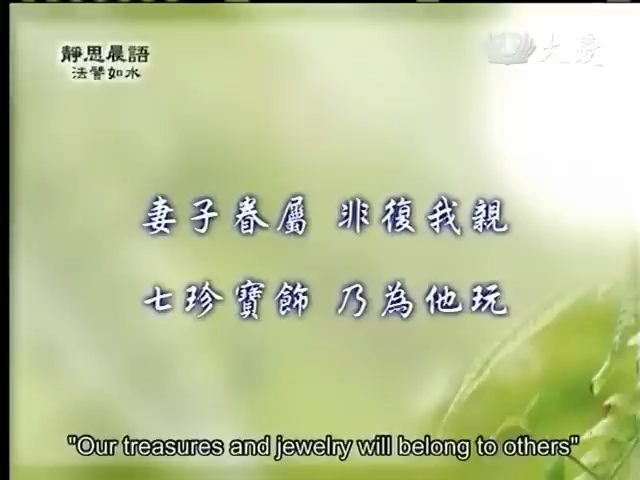 靜思晨語
法譬如水
大愛
妻子眷屬 非復我親
七珍寶飾 乃為他玩
"Our treasures and jewelry will belong to others"